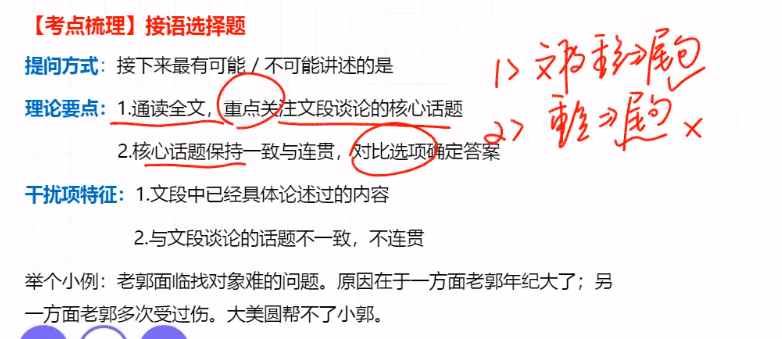 【考点梳理】接语选择题
提问方式：接下来最有可能 / 不可能讲述的是
理论要点：1.通读全文，重点关注文段谈论的核心话题
2.核心话题保持一致与连贯，对比选项确定答案
干扰项特征：1.文段中已经具体论述过的内容
2.与文段谈论的话题不一致，不连贯
举个小例：老郭面临找对象难的问题。原因在于一方面老郭年纪大了；另
一方面老郭多次受过伤。大美圆帮不了小郭。
1> 文段重点→尾句 ✓
2> 重点→尾句 ×